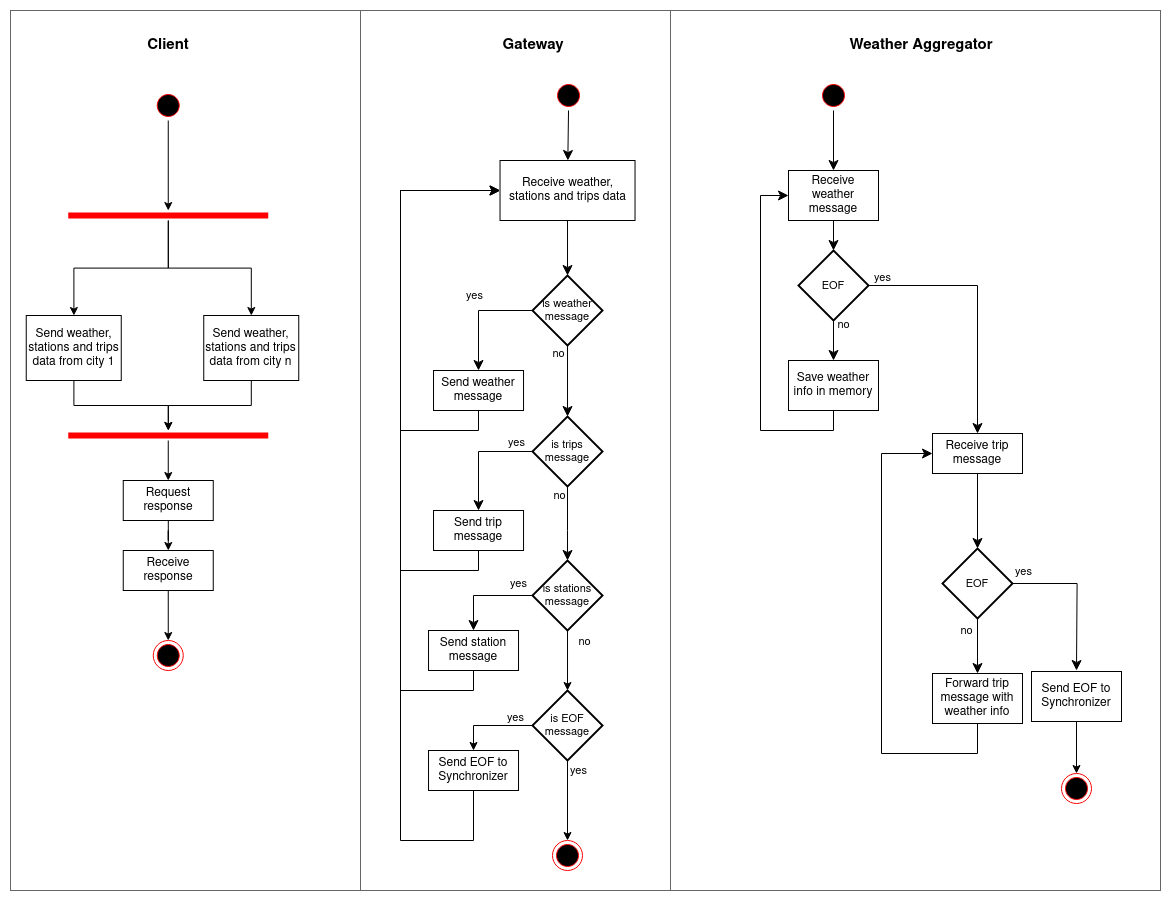 Client
Send weather,
stations and trips
data from city 1
Send weather,
stations and trips
data from city n
Request
response
Receive
response
Gateway
Receive weather,
stations and trips data
is weather
message
yes
no
Send weather
message
is trips
message
yes
no
Send trip
message
is stations
message
yes
no
Send station
message
is EOF
message
yes
yes
Send EOF to
Synchronizer
Weather Aggregator
Receive
weather
message
EOF
yes
no
Save weather
info in memory
Receive trip
message
EOF
yes
no
Forward trip
message with
weather info
Send EOF to
Synchronizer